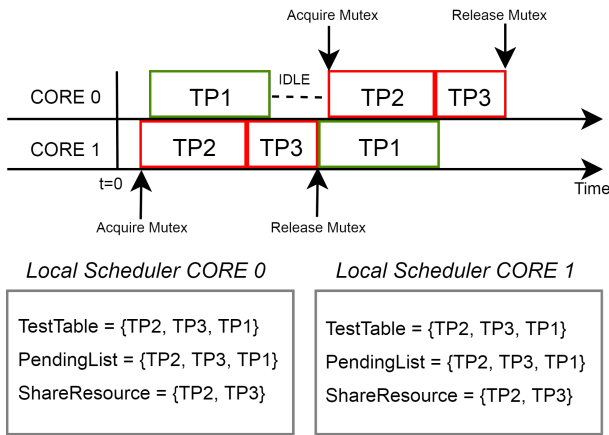 Acquire Mutex
Release Mutex
CORE 0
TP1
IDLE
TP2
TP3
CORE 1
TP2
TP3
TP1
t=0
Time
Acquire Mutex
Release Mutex
Local Scheduler CORE 0
TestTable = {TP2, TP3, TP1}
PendingList = {TP2, TP3, TP1}
ShareResource = {TP2, TP3}
Local Scheduler CORE 1
TestTable = {TP2, TP3, TP1}
PendingList = {TP2, TP3, TP1}
ShareResource = {TP2, TP3}